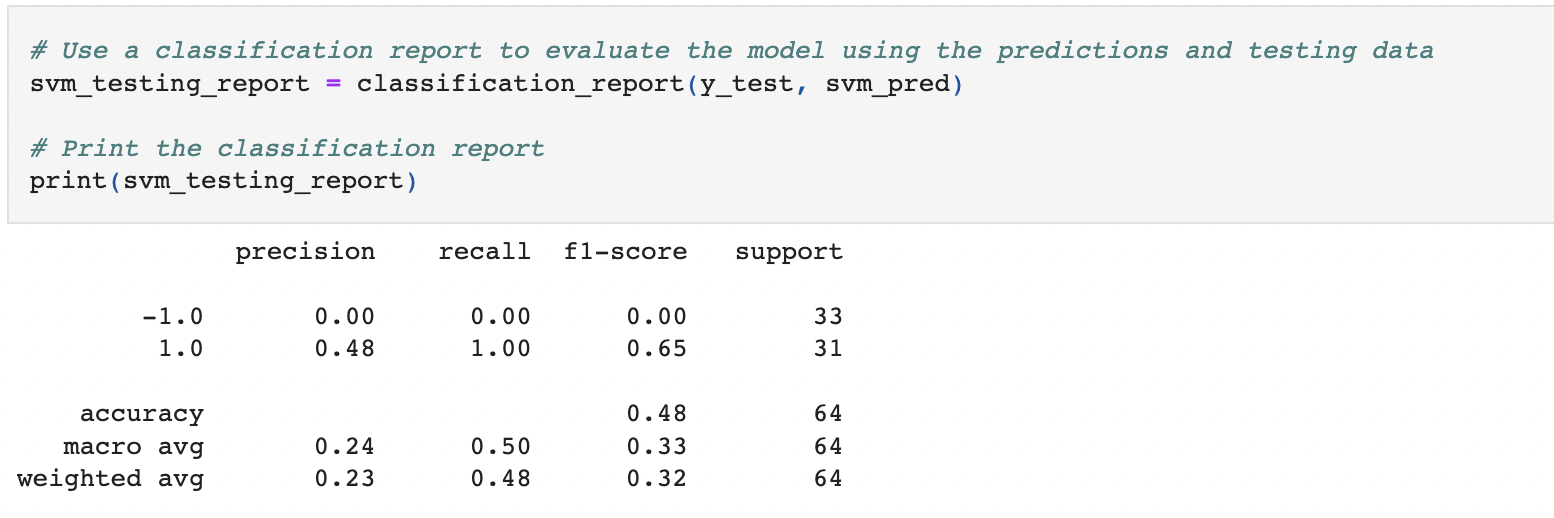 # Use a classification report to evaluate the model using the predictions and testing data
svm_testing_report = classification_report(y_test, svm_pred)
# Print the classification report
print(svm_testing_report)
precision recall f1-score support
-1.0 0.00 0.00 0.00 33
1.0 0.48 1.00 0.65 31
accuracy 0.48 64
macro avg 0.24 0.50 0.33 64
weighted avg 0.23 0.48 0.32 64